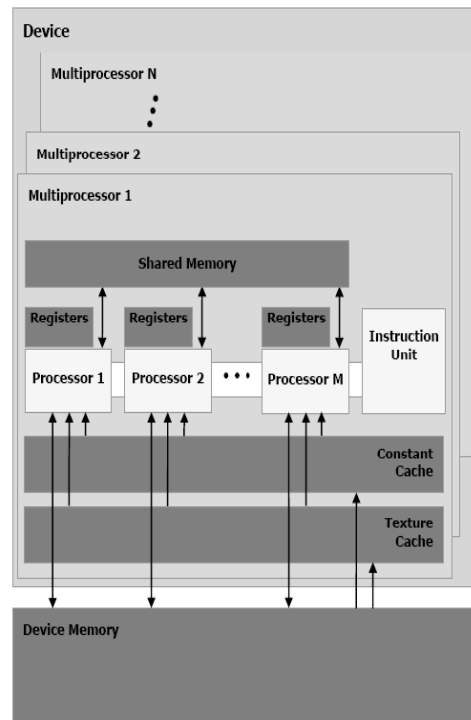 Device
Multiprocessor N
Multiprocessor 2
Multiprocessor 1
Shared Memory
Registers Registers Registers
Instruction
Unit
Processor 1 Processor 2 Processor M
Constant
Cache
Texture
Cache
Device Memory